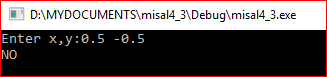 D:\MYDOCUMENTS\misal4_3\Debug\misal4_3.exe
Enter x,y:0.5 -0.5
NO